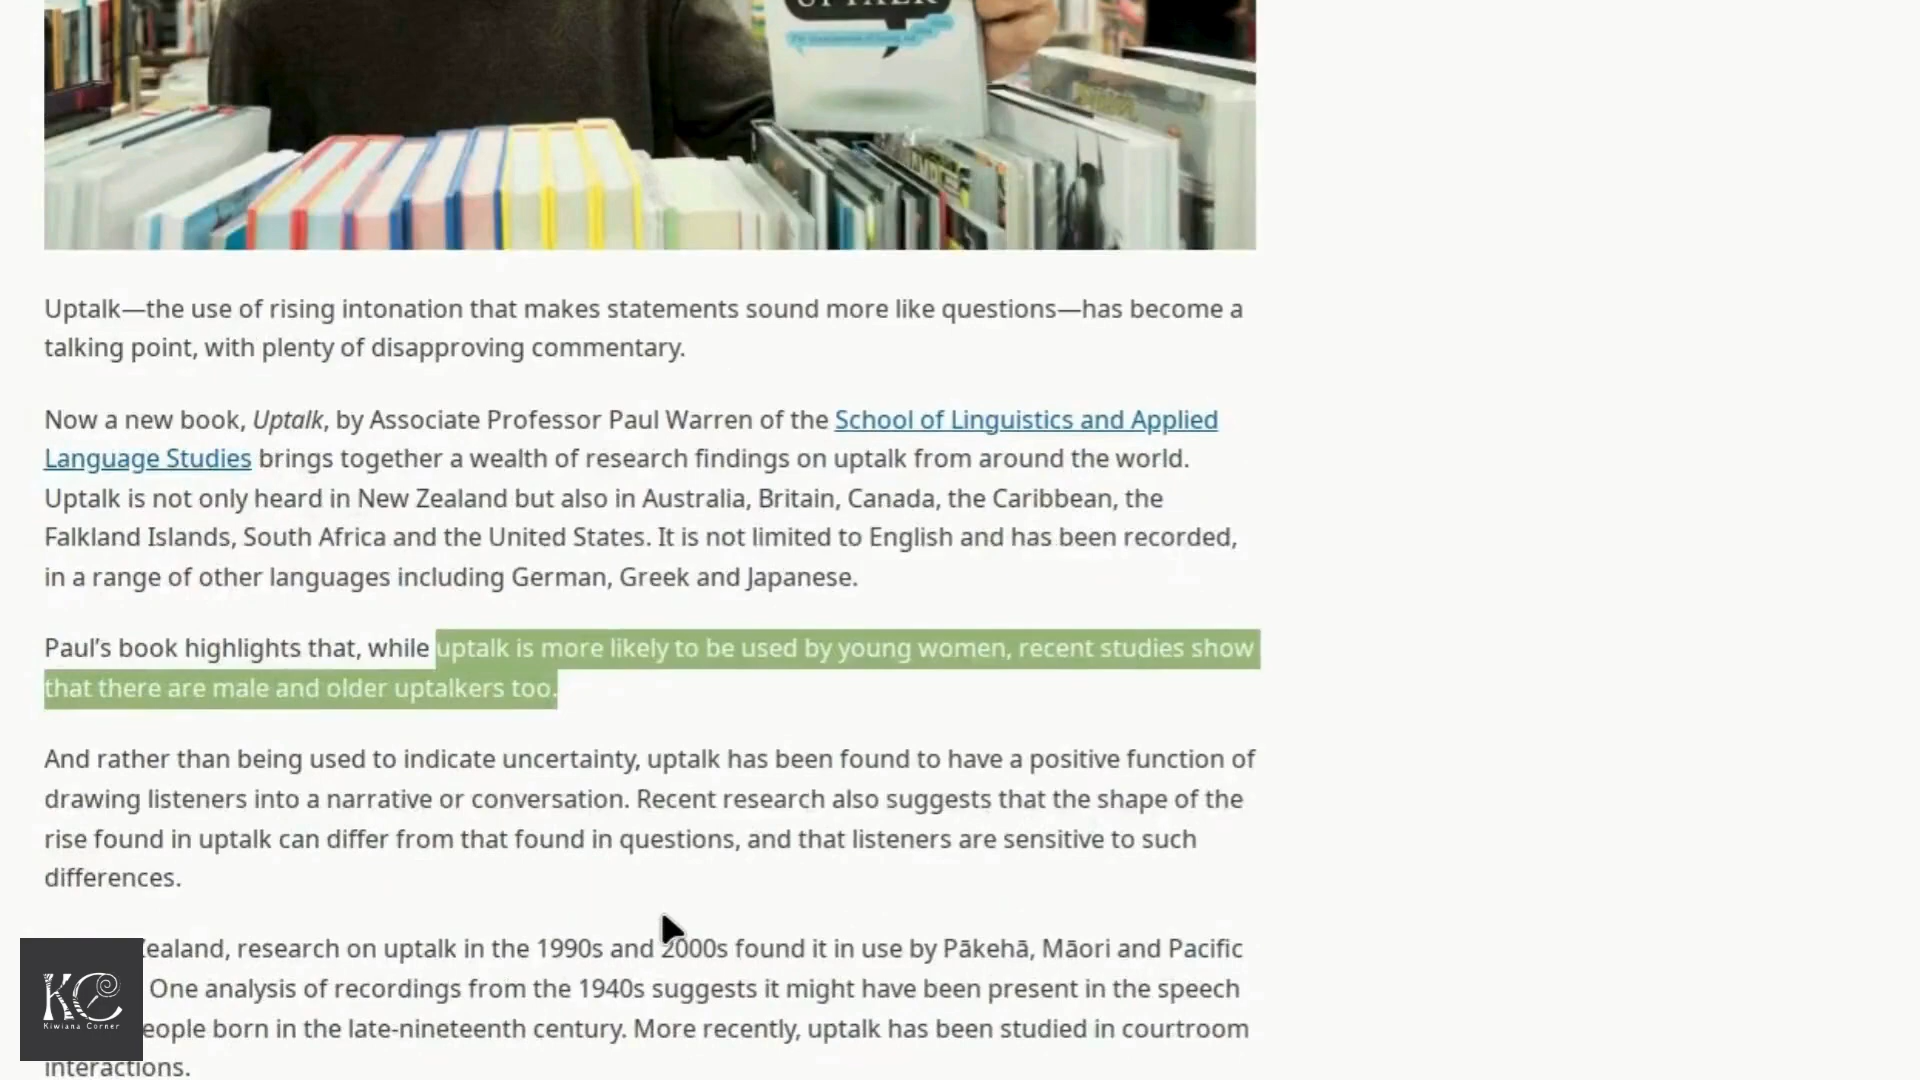 UPTALK
Uptalk—the use of rising intonation that makes statements sound more like questions—has become a
talking point, with plenty of disapproving commentary.
Now a new book, Uptalk, by Associate Professor Paul Warren of the School of Linguistics and Applied
Language Studies brings together a wealth of research findings on uptalk from around the world.
Uptalk is not only heard in New Zealand but also in Australia, Britain, Canada, the Caribbean, the
Falkland Islands, South Africa and the United States. It is not limited to English and has been recorded,
in a range of other languages including German, Greek and Japanese.
Paul’s book highlights that, while uptalk is more likely to be used by young women, recent studies show
that there are male and older uptalkers too.
And rather than being used to indicate uncertainty, uptalk has been found to have a positive function of
drawing listeners into a narrative or conversation. Recent research also suggests that the shape of the
rise found in uptalk can differ from that found in questions, and that listeners are sensitive to such
differences.
ealand, research on uptalk in the 1990s and 2000s found it in use by Pākehā, Māori and Pacific
One analysis of recordings from the 1940s suggests it might have been present in the speech
eople born in the late-nineteenth century. More recently, uptalk has been studied in courtroom
interactions.
KC
Kiwiana Corner